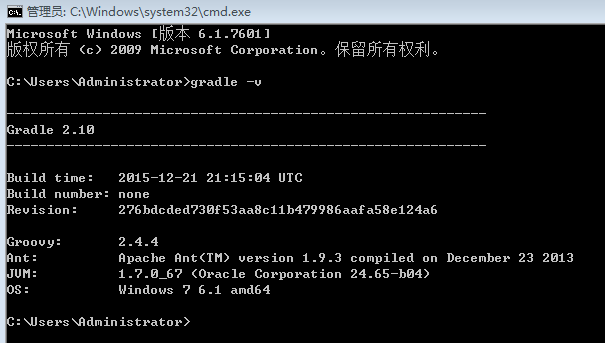 管理员: C:\Windows\system32\cmd.exe
Microsoft Windows [版本 6.1.7601]
版权所有 (c) 2009 Microsoft Corporation。保留所有权利。
C:\Users\Administrator>gradle -v
------------------------------------------------------------
Gradle 2.10
------------------------------------------------------------
Build time:   2015-12-21 21:15:04 UTC
Build number: none
Revision:     276bdcded730f53aa8c11b479986aafa58e124a6
Groovy:       2.4.4
Ant:          Apache Ant(TM) version 1.9.3 compiled on December 23 2013
JVM:          1.7.0_67 (Oracle Corporation 24.65-b04)
OS:           Windows 7 6.1 amd64
C:\Users\Administrator>